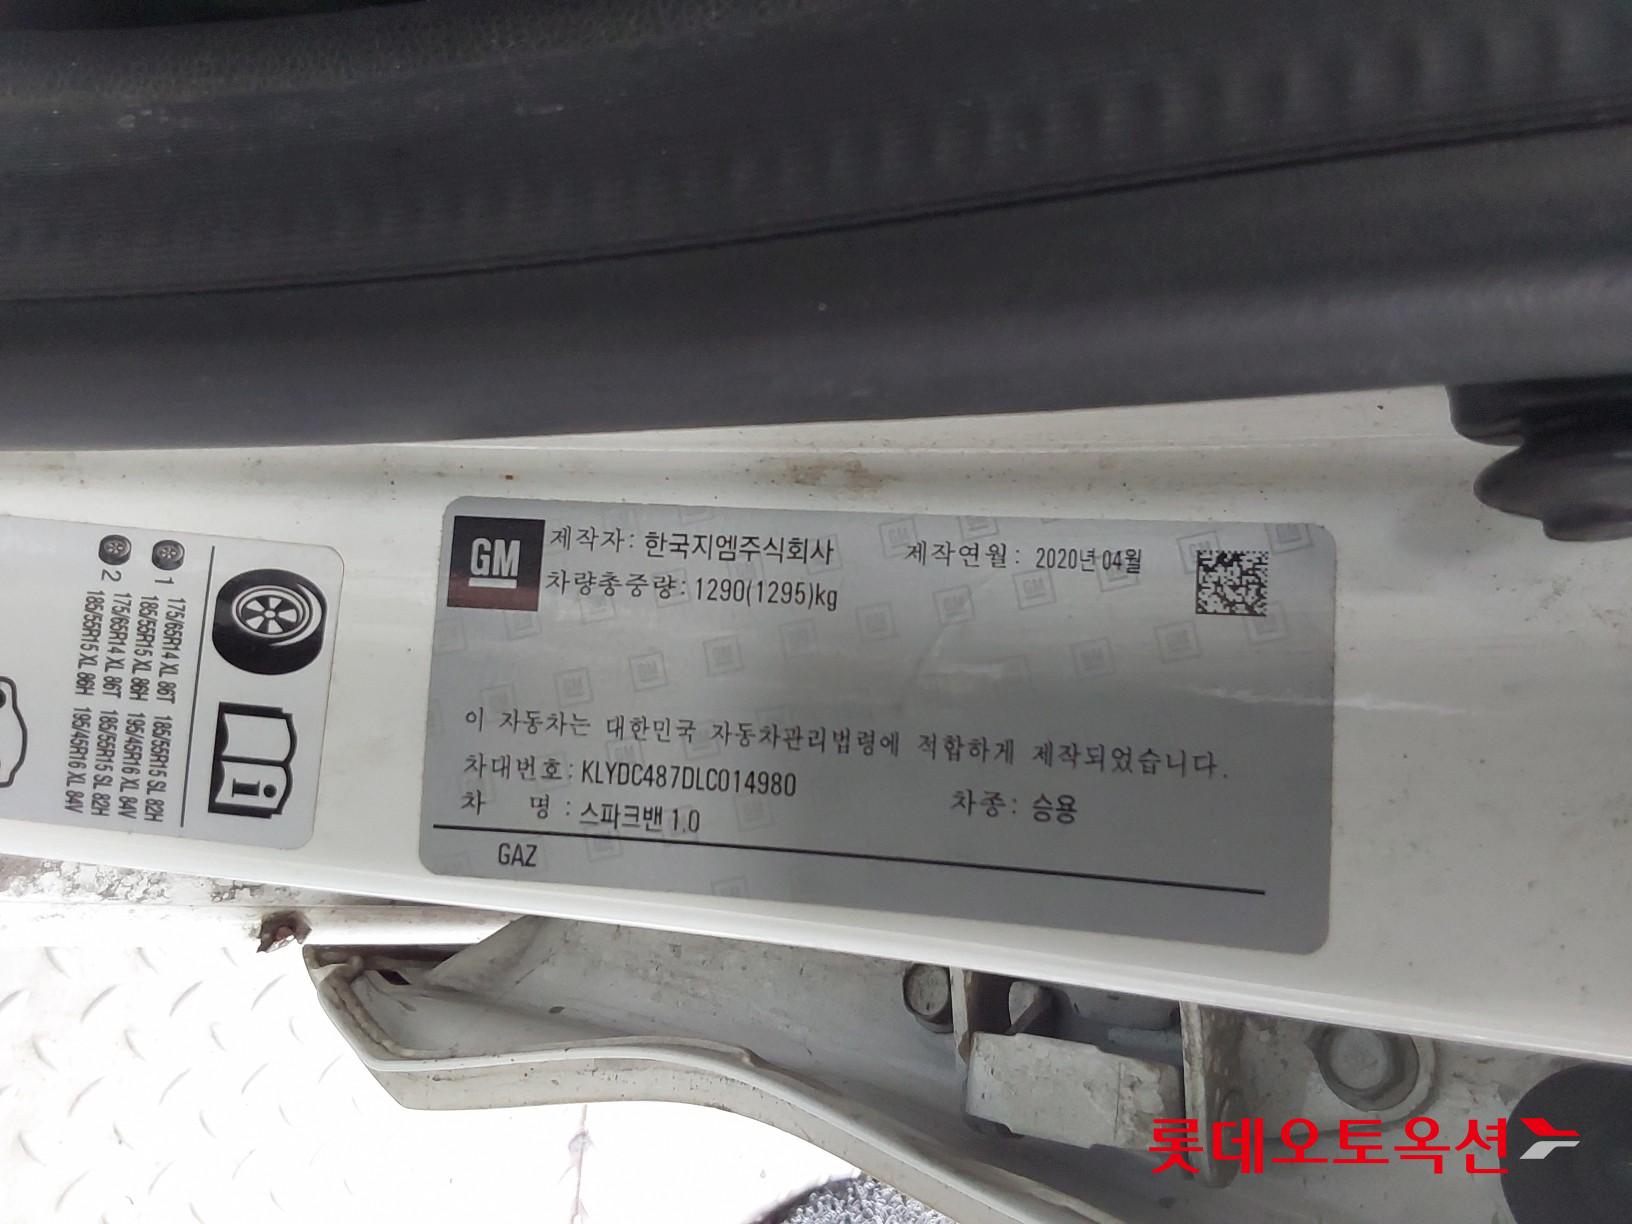 GM
제작자: 한국지엠주식회사
제작연월: 2020년 04월
차량총중량: 1290(1295)kg
이 자동차는 대한민국 자동차관리법령에 적합하게 제작되었습니다.
차대번호: KLYDC487DLC014980
차 명 : 스파크밴 1.0
차종: 승용
GAZ
1 175/65R14 XL 86T 185/55R15 SL 82H
185/55R15 XL 86H 195/45R16 XL 84V
2 175/65R14 XL 86T 185/55R15 SL 82H
185/55R15 XL 86H 195/45R16 XL 84V
i
롯데오토옥션